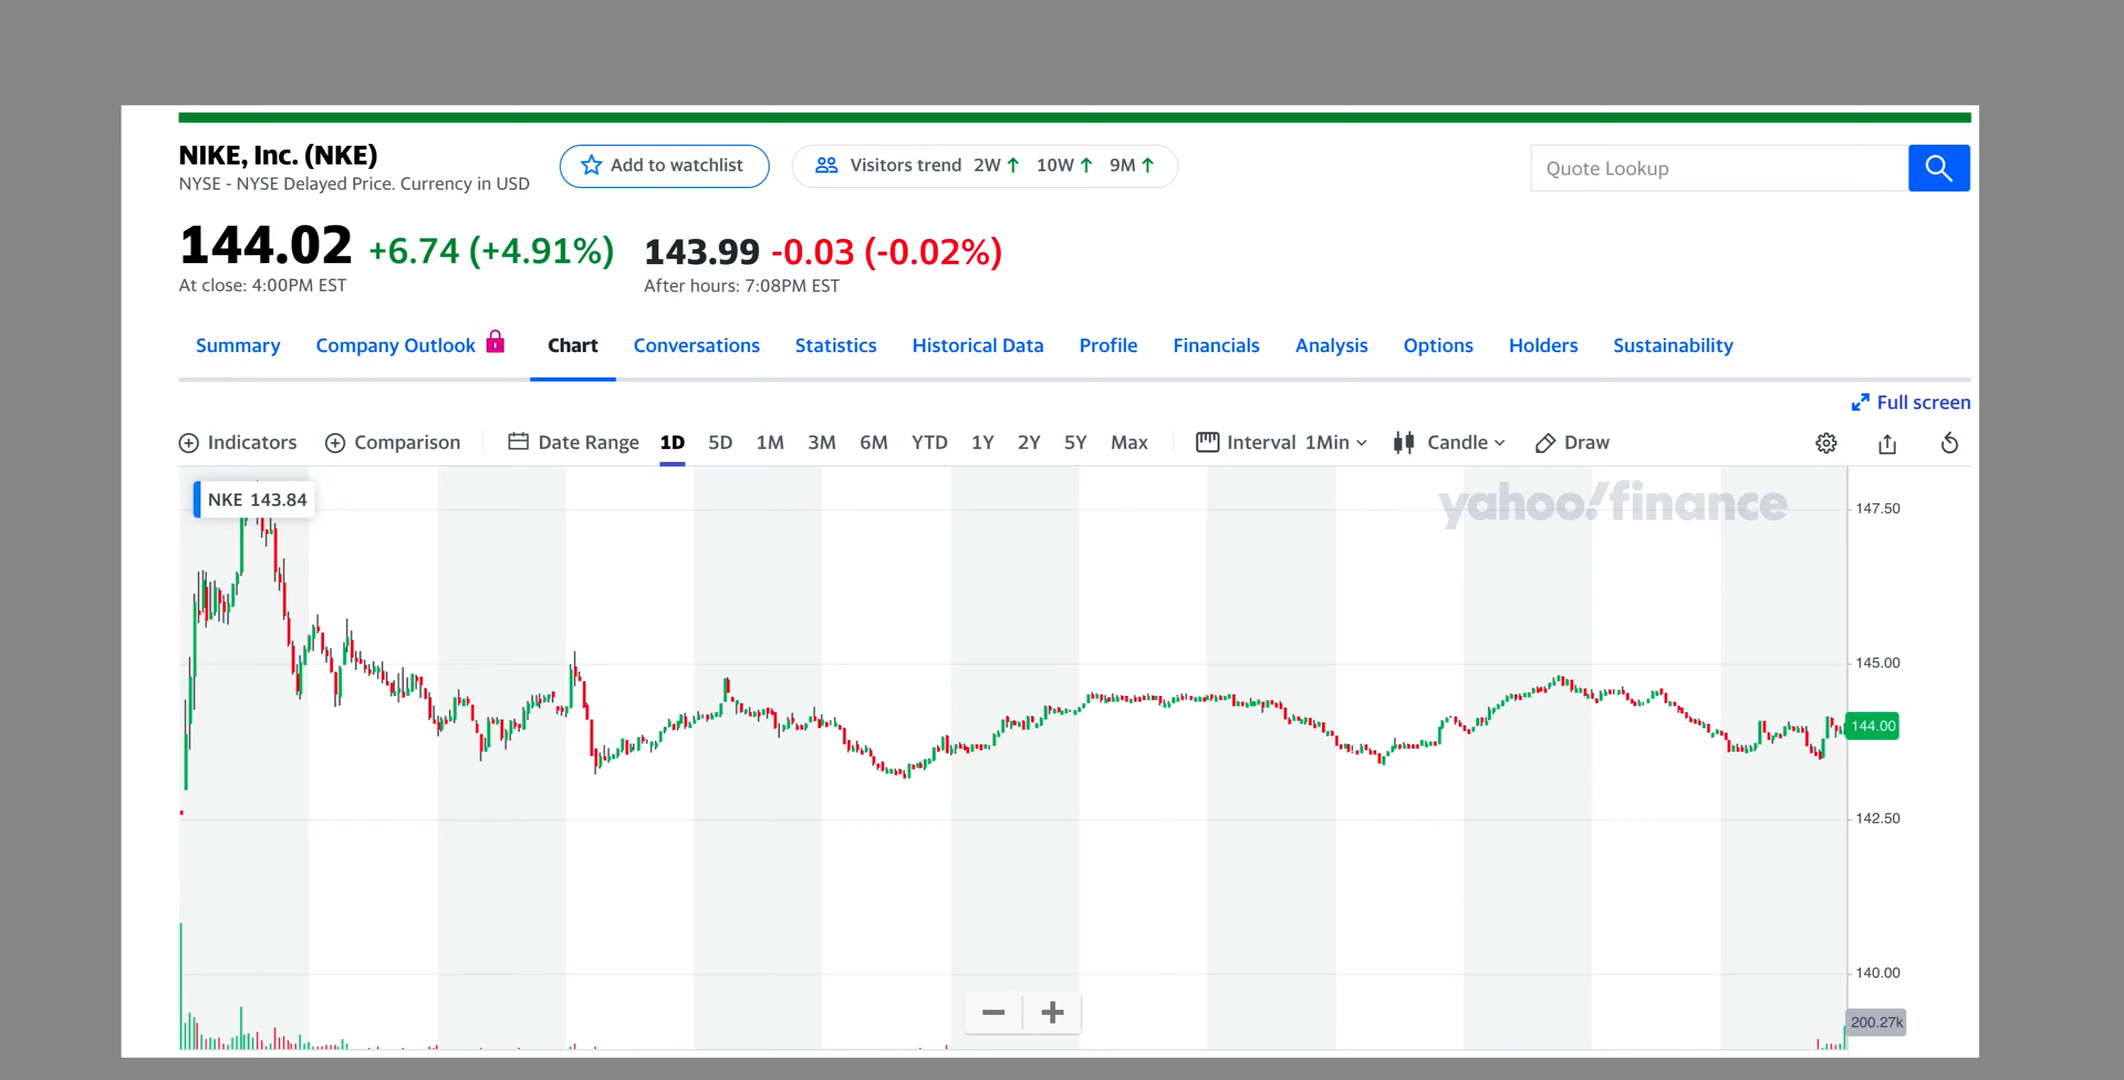 NIKE, Inc. (NKE)
NYSE - NYSE Delayed Price. Currency in USD
Add to watchlist
Visitors trend 2W 10W 9M
Quote Lookup
144.02 +6.74 (+4.91%)
At close: 4:00PM EST
143.99 -0.03 (-0.02%)
After hours: 7:08PM EST
Summary Company Outlook Chart Conversations Statistics Historical Data Profile Financials Analysis Options Holders Sustainability
Full screen
Indicators Comparison Date Range 1D 5D 1M 3M 6M YTD 1Y 2Y 5Y Max Interval 1Min Candle Draw
NKE 143.84
yahoo!finance
147.50
145.00
144.00
142.50
140.00
200.27k